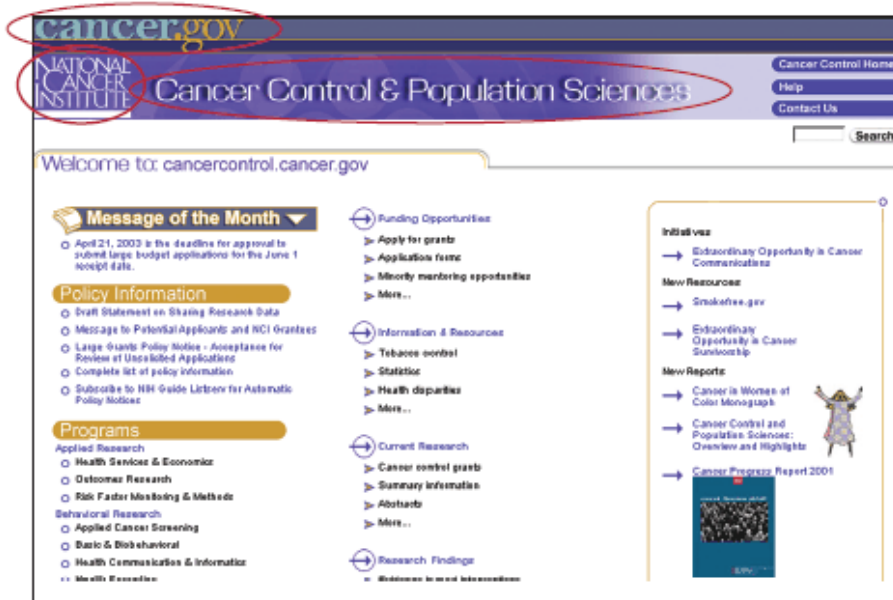 cancer.gov
NATIONAL
CANCER
INSTITUTE
Cancer Control & Population Sciences
Cancer Control Home
Help
Contact Us
Search
Welcome to: cancercontrol.cancer.gov
Message of the Month
April 21, 2003 is the deadline for approval to
submit large budget applications for the June 1
receipt date.
Policy Information
Draft Statement on Sharing Research Data
Message to Potential Applicants and NCI Grantees
Large Grants Policy Notice - Acceptance for
Review of Unsolicited Applications
Complete list of policy information
Subscribe to NIH Guide Listserv for Automatic
Policy Notices
Programs
Applied Research
Health Services & Economics
Outcomes Research
Risk Factor Monitoring & Methods
Behavioral Research
Applied Cancer Screening
Basic & Biobehavioral
Health Communication & Informatics
Funding Opportunities
Apply for grants
Application forms
Minority mentoring opportunities
More...
Information & Resources
Tobacco control
Statistics
Health disparities
More...
Current Research
Cancer control grants
Summary information
Abstracts
More...
Research Findings
Initiatives
Extraordinary Opportunity in Cancer
Communications
New Resources
Smokefree.gov
Extraordinary
Opportunity in Cancer
Survivorship
New Reports
Cancer in Women of
Color Monograph
Cancer Control and
Population Sciences:
Overview and Highlights
Cancer Progress Report 2001